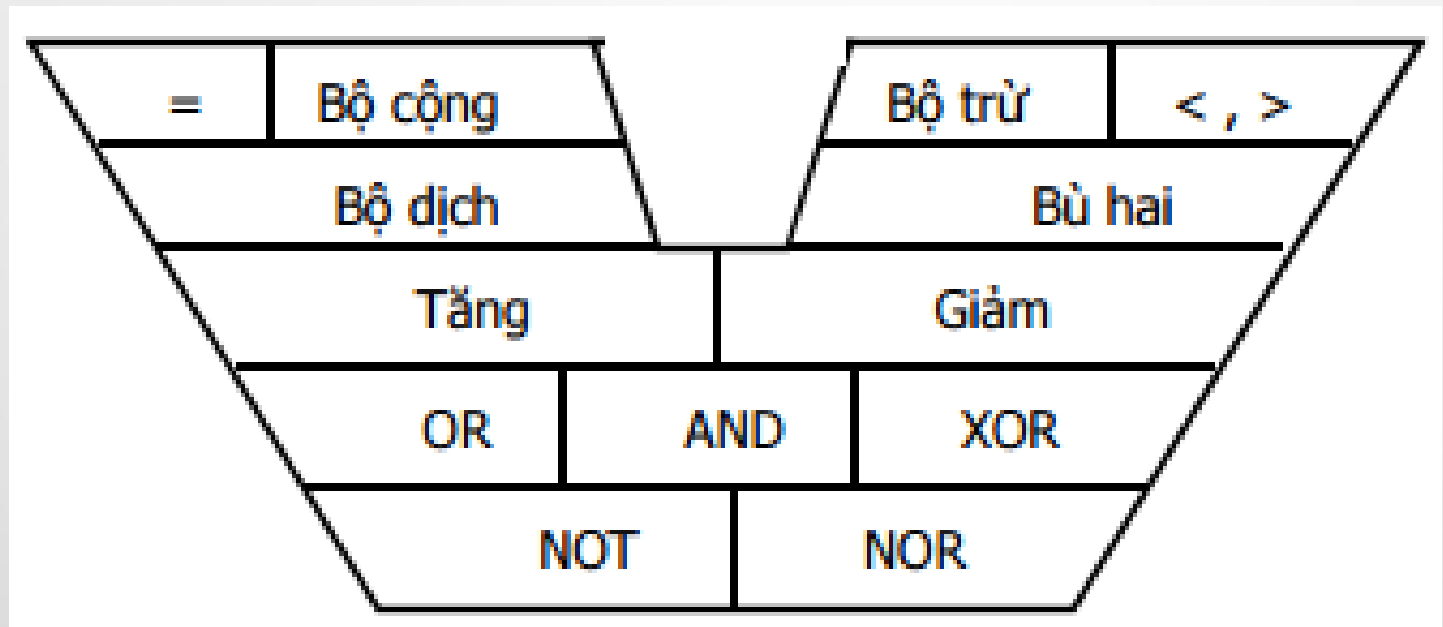 = Bộ cộng Bộ trừ < , >
Bộ dịch Bù hai
Tăng Giảm
OR AND XOR
NOT NOR